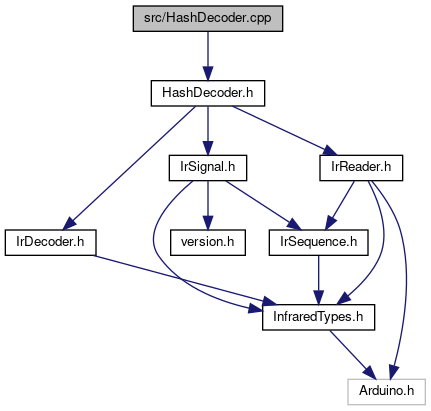 src/HashDecoder.cpp
HashDecoder.h
IrSignal.h
IrReader.h
IrDecoder.h
version.h
IrSequence.h
InfraredTypes.h
Arduino.h